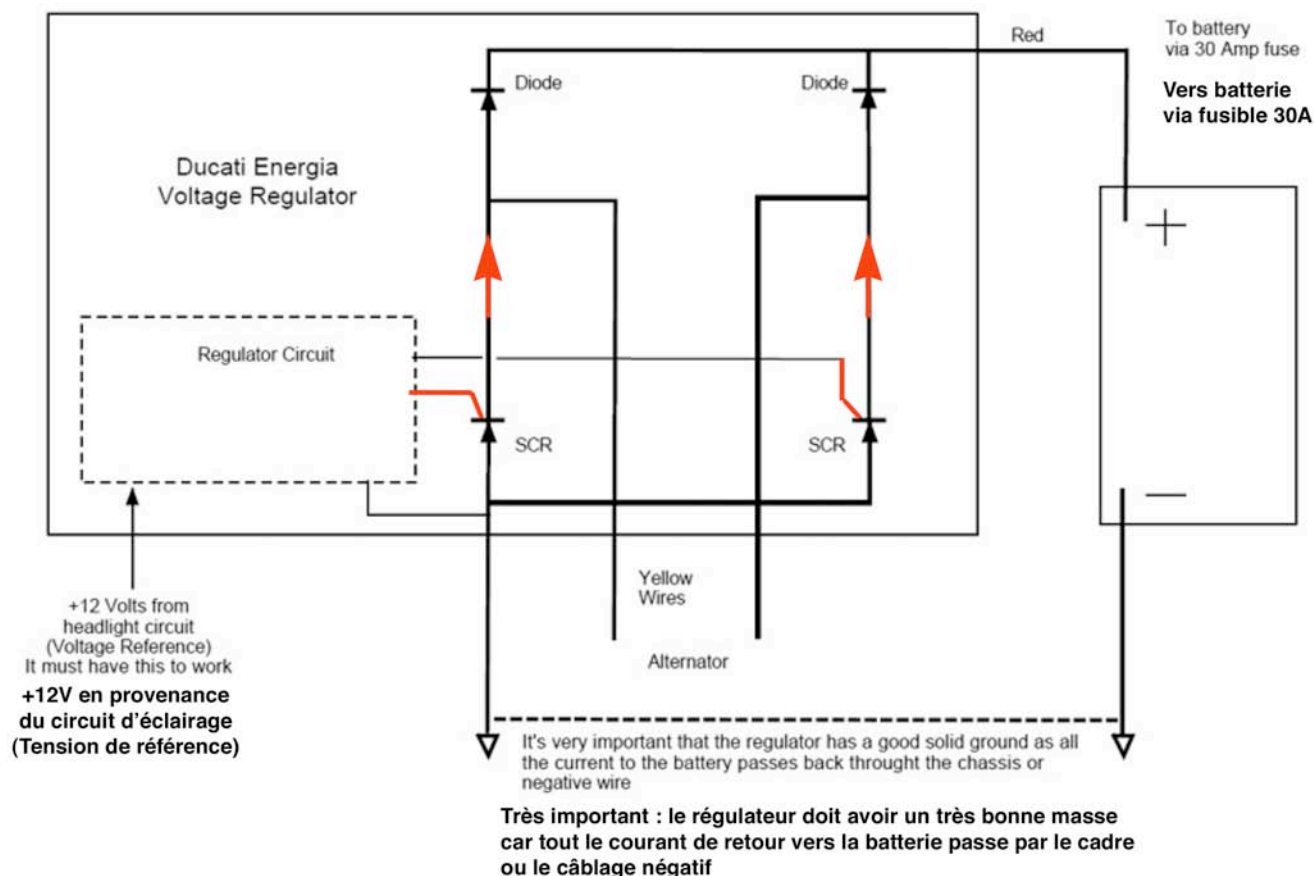 Red
To battery
via 30 Amp fuse
Vers batterie
via fusible 30A
Diode
Diode
Ducati Energia
Voltage Regulator
+
Regulator Circuit
SCR
SCR
—
Yellow
Wires
Alternator
+12 Volts from
headlight circuit
(Voltage Reference)
It must have this to work
+12V en provenance
du circuit d'éclairage
(Tension de référence)
It's very important that the regulator has a good solid ground as all
the current to the battery passes back throught the chassis or
negative wire
Très important : le régulateur doit avoir un très bonne masse
car tout le courant de retour vers la batterie passe par le cadre
ou le câblage négatif